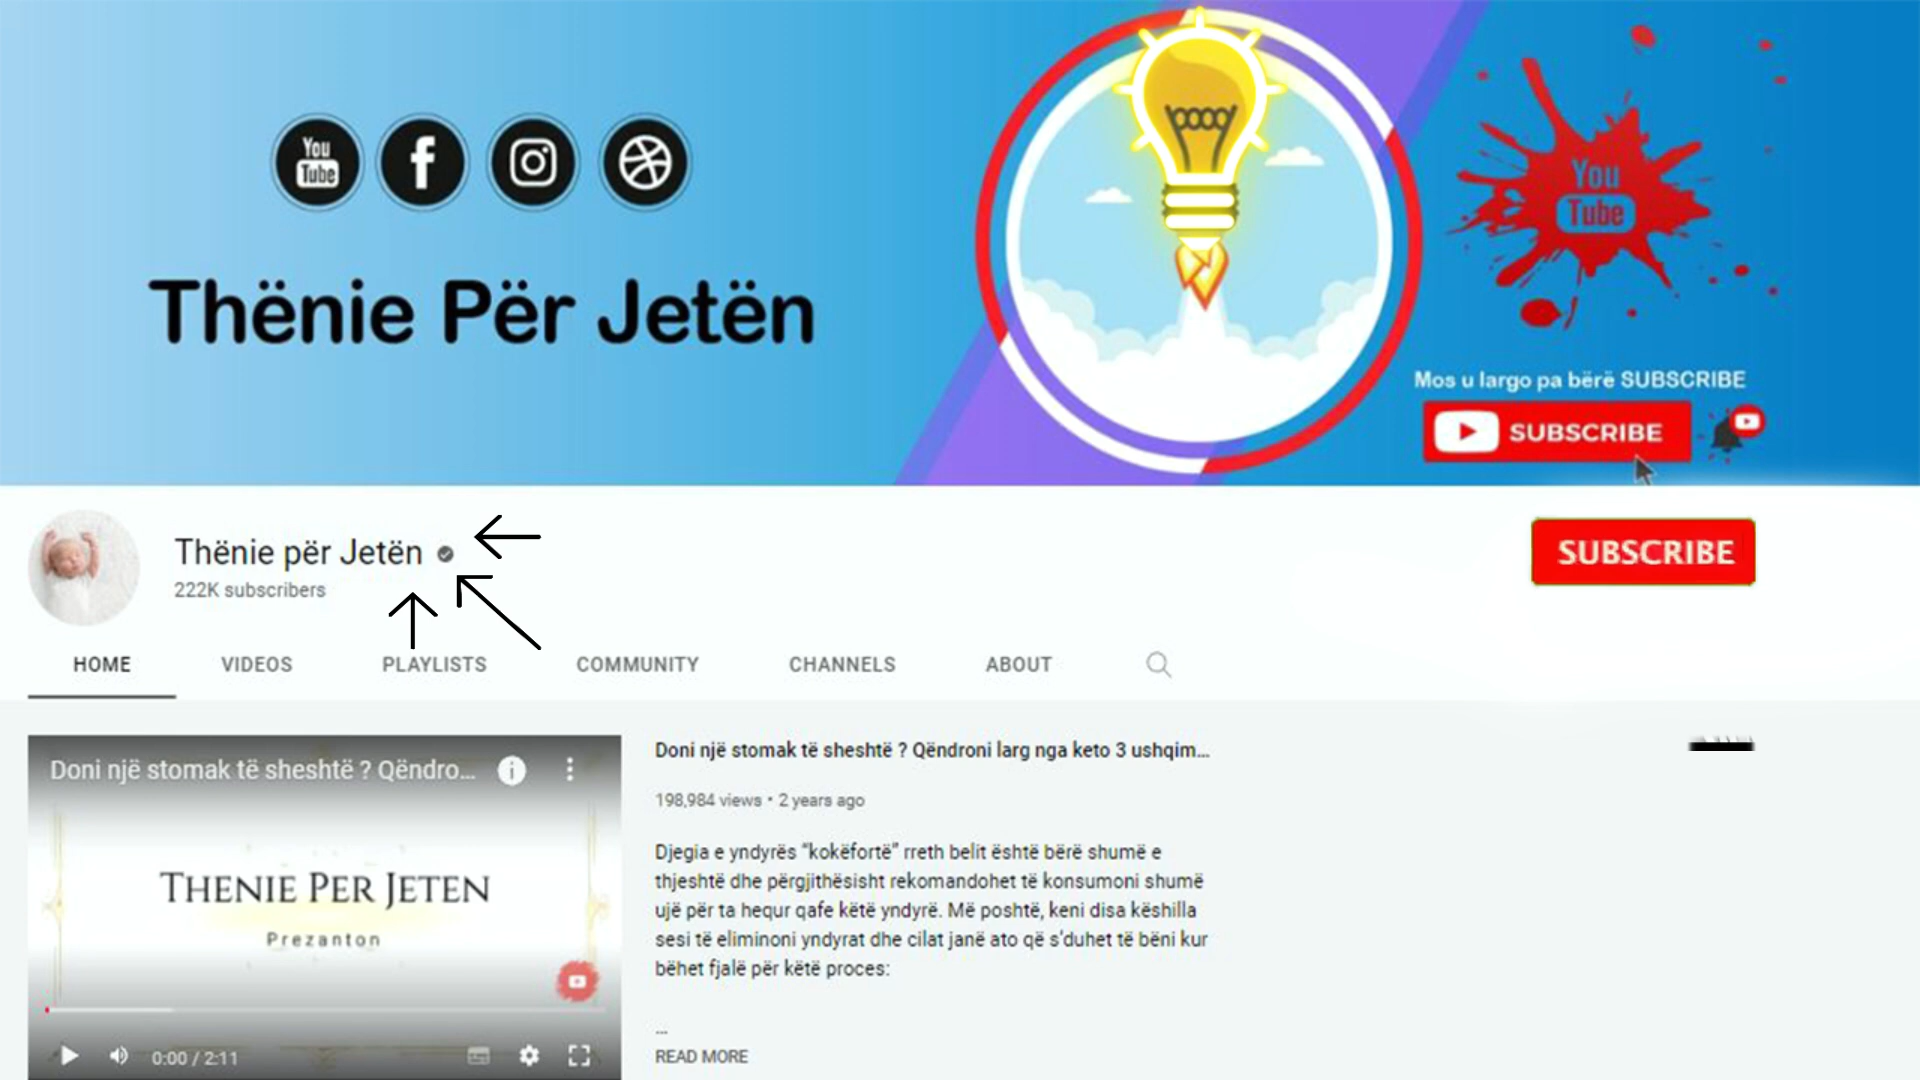 You
Tube
Thënie Për Jetën
You
Tube
Mos u largo pa bërë SUBSCRIBE
SUBSCRIBE
Thënie për Jetën
222K subscribers
SUBSCRIBE
HOME VIDEOS PLAYLISTS COMMUNITY CHANNELS ABOUT
Doni një stomak të sheshtë ? Qëndro...
THENIE PER JETEN
Prezanton
0:00 / 2:11
Doni një stomak të sheshtë ? Qëndroni larg nga keto 3 ushqim...
198,984 views • 2 years ago
Djegia e yndyrës “kokëfortë” rreth belit është bërë shumë e
thjeshtë dhe përgjithësisht rekomandohet të konsumoni shumë
ujë për ta hequr qafe këtë yndyrë. Më poshtë, keni disa këshilla
sesi të eliminoni yndyrat dhe cilat janë ato që s'duhet të bëni kur
bëhet fjalë për këtë proces:
...
READ MORE